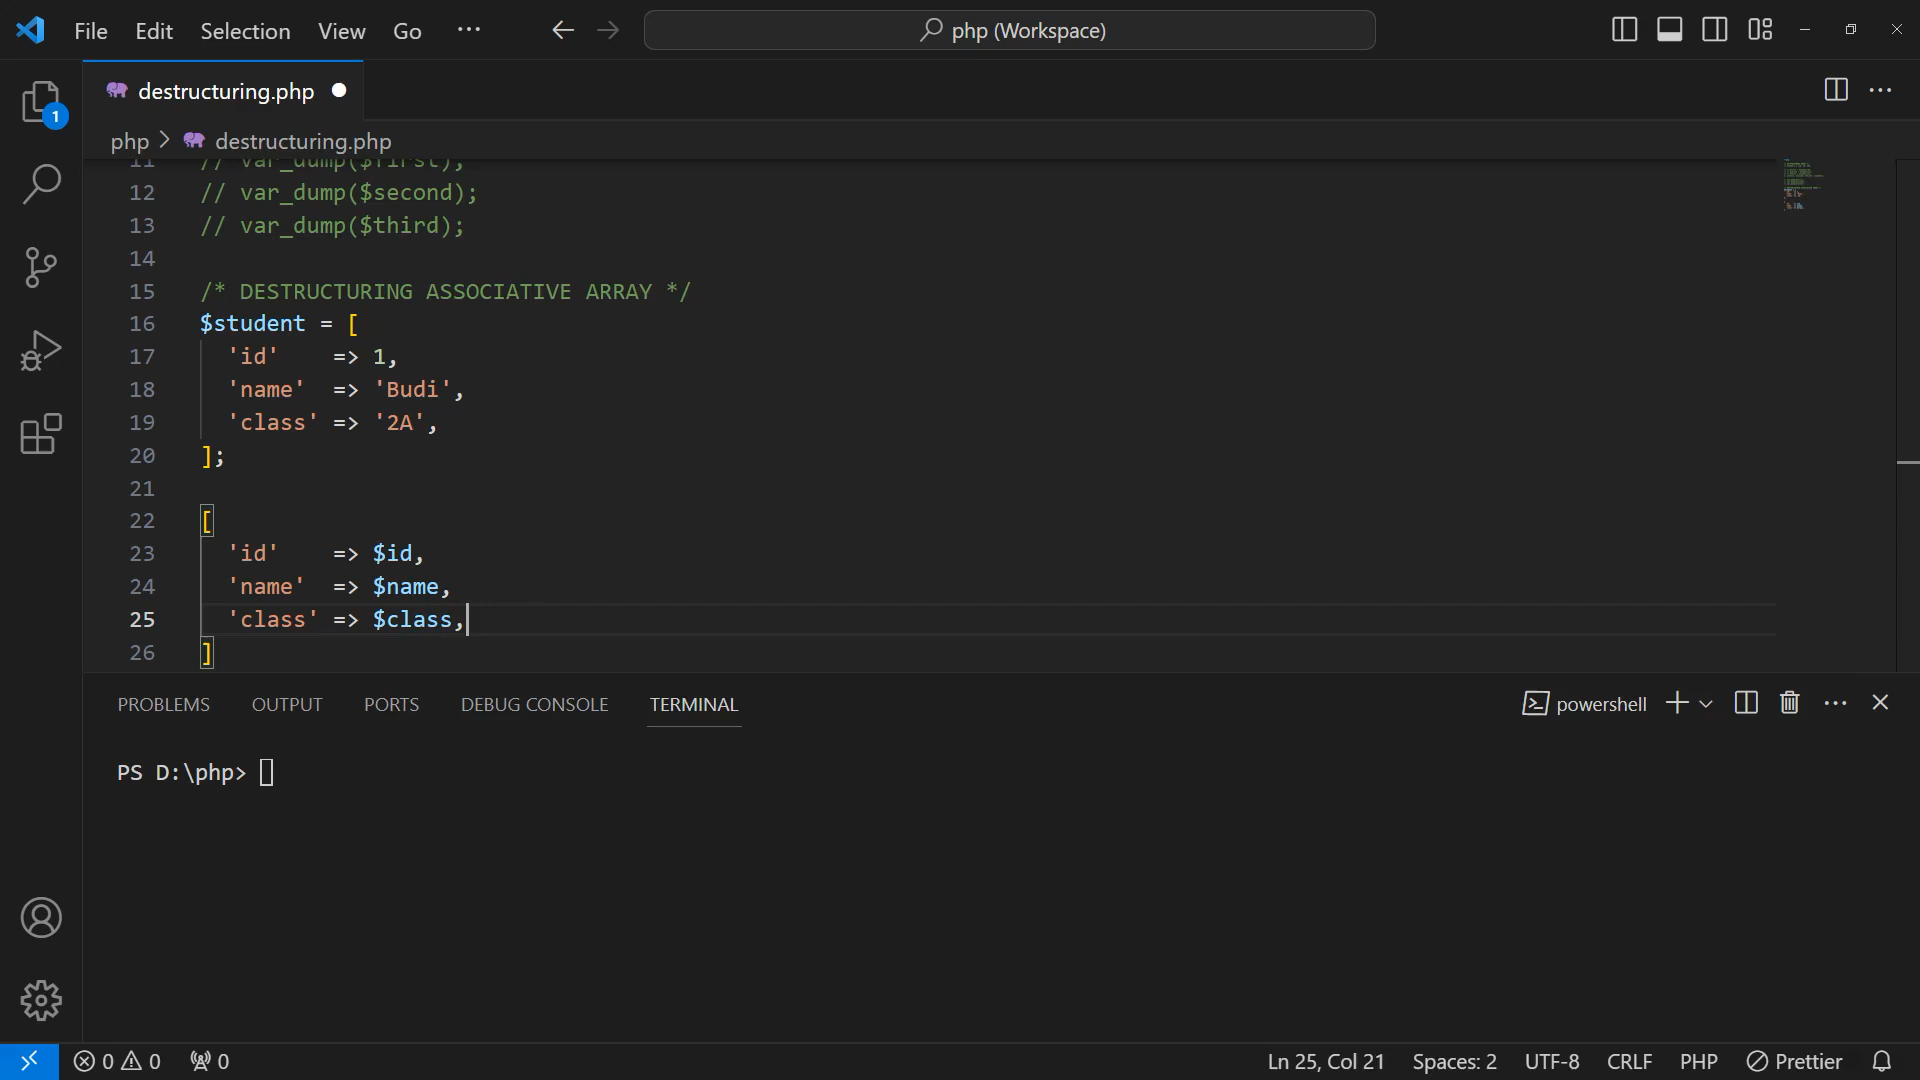 File Edit Selection View Go ··· php (Workspace)
destructuring.php
1
php > destructuring.php
11 // var_dump($first);
12 // var_dump($second);
13 // var_dump($third);
14
15 /* DESTRUCTURING ASSOCIATIVE ARRAY */
16 $student = [
17 'id' => 1,
18 'name' => 'Budi',
19 'class' => '2A',
20 ];
21
22 [
23 'id' => $id,
24 'name' => $name,
25 'class' => $class,
26 ]
PROBLEMS OUTPUT PORTS DEBUG CONSOLE TERMINAL powershell
PS D:\php>
0 0 0 Ln 25, Col 21 Spaces: 2 UTF-8 CRLF PHP Prettier